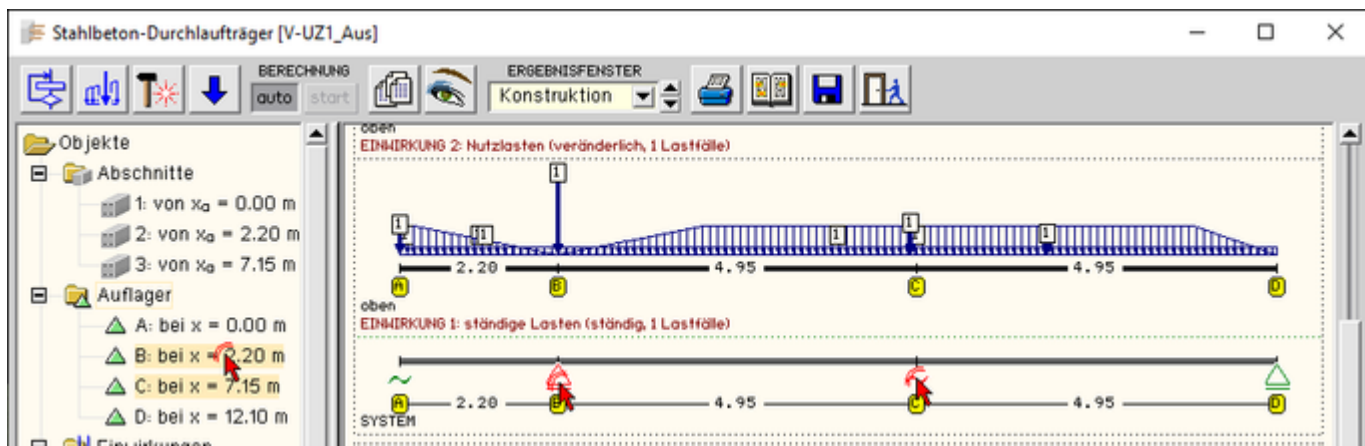 Stahlbeton-Durchlaufträger [V-UZ1_Aus]
BERECHNUNG
auto start
ERGEBNISFENSTER
Konstruktion
Objekte
Abschnitte
1: von xa = 0.00 m
2: von xa = 2.20 m
3: von xa = 7.15 m
Auflager
A: bei x = 0.00 m
B: bei x = 2.20 m
C: bei x = 7.15 m
D: bei x = 12.10 m
Einwirkungen
oben
EINWIRKUNG 2: Nutzlasten (veränderlich, 1 Lastfälle)
1
1 1 1 1 1
2.20 4.95 4.95
A B C D
oben
EINWIRKUNG 1: ständige Lasten (ständig, 1 Lastfälle)
A 2.20 B 4.95 C 4.95 D
SYSTEM